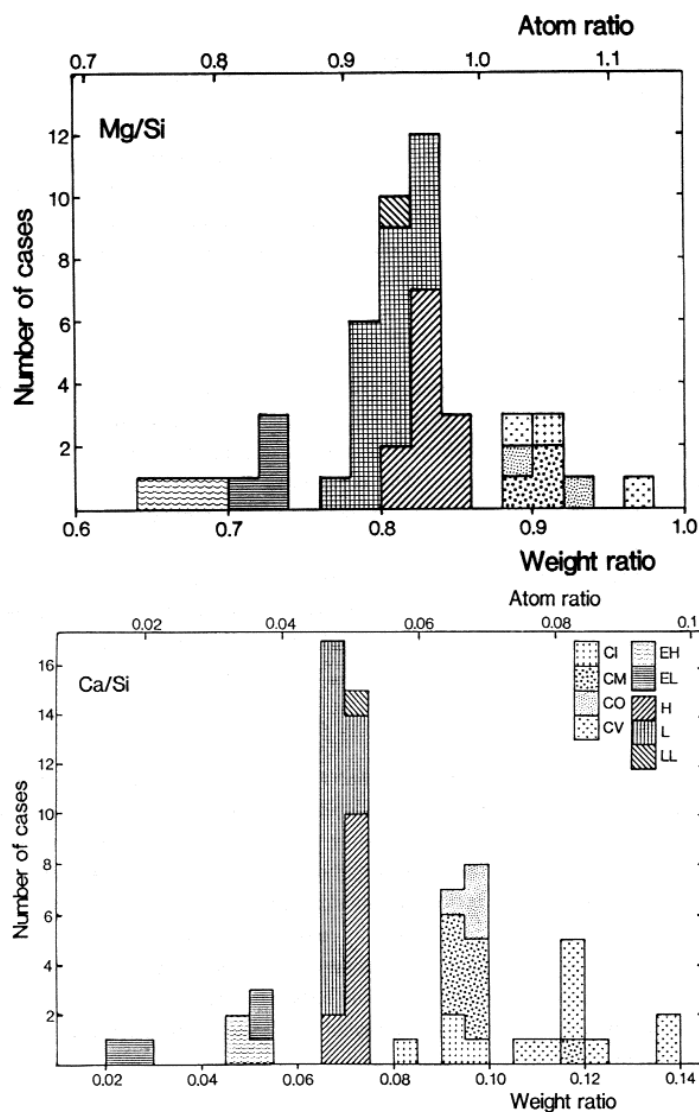 Atom ratio
0.7 0.8 0.9 1.0 1.1
Mg/Si
12
10
8
6
4
2
Number of cases
0.6 0.7 0.8 0.9 1.0
Weight ratio
Atom ratio
0.02 0.04 0.06 0.08 0.1
Ca/Si
16
14
12
10
8
6
4
2
Number of cases
CI EH
CM EL
CO H
CV L
LL
0.02 0.04 0.06 0.08 0.10 0.12 0.14
Weight ratio